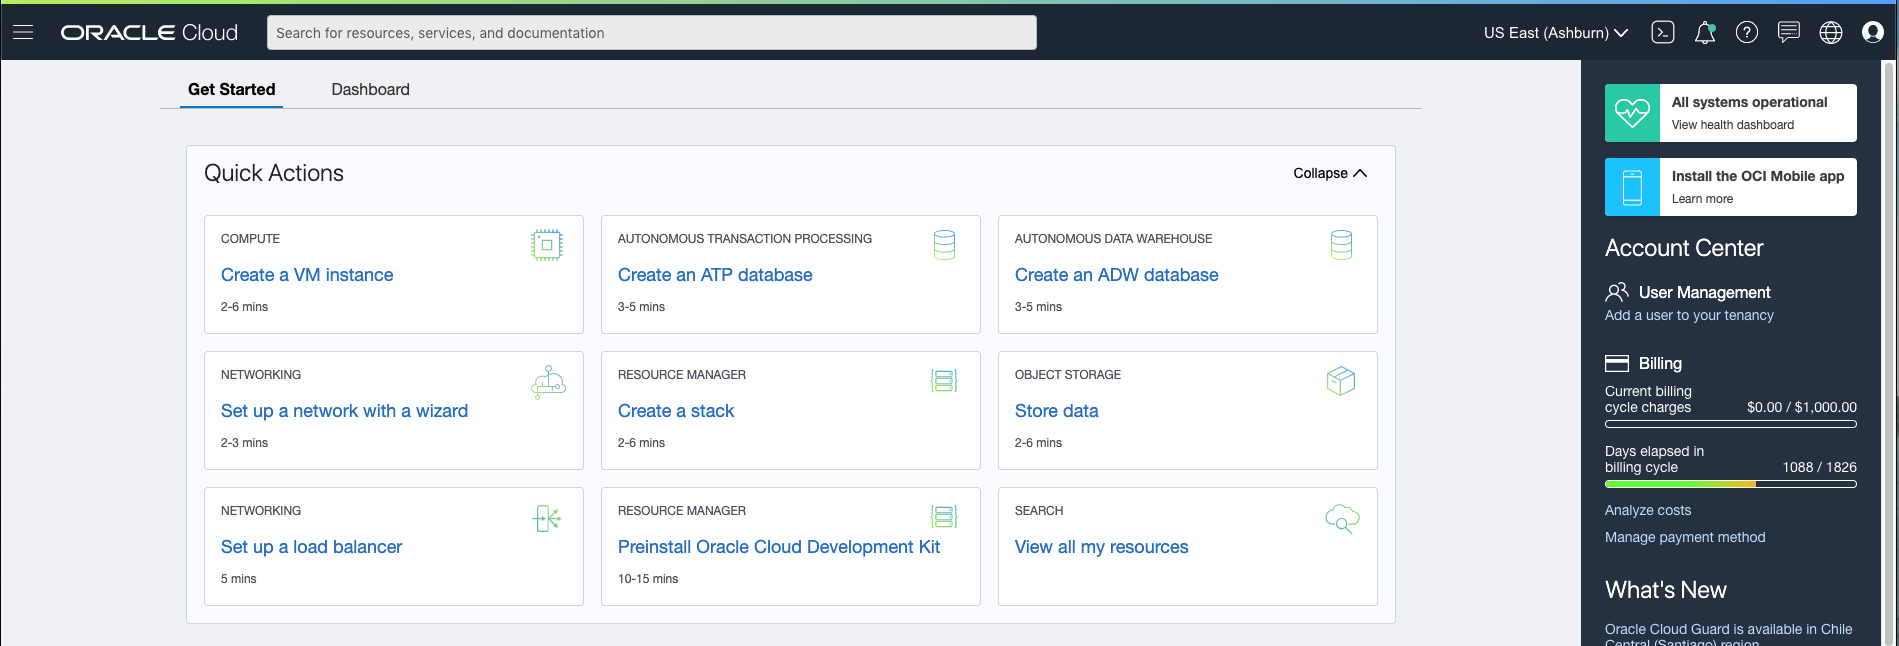 ORACLE Cloud
Search for resources, services, and documentation
US East (Ashburn)
Get Started
Dashboard
Quick Actions
Collapse
COMPUTE
Create a VM instance
2-6 mins
AUTONOMOUS TRANSACTION PROCESSING
Create an ATP database
3-5 mins
AUTONOMOUS DATA WAREHOUSE
Create an ADW database
3-5 mins
NETWORKING
Set up a network with a wizard
2-3 mins
RESOURCE MANAGER
Create a stack
2-6 mins
OBJECT STORAGE
Store data
2-6 mins
NETWORKING
Set up a load balancer
5 mins
RESOURCE MANAGER
Preinstall Oracle Cloud Development Kit
10-15 mins
SEARCH
View all my resources
All systems operational
View health dashboard
Install the OCI Mobile app
Learn more
Account Center
User Management
Add a user to your tenancy
Billing
Current billing
cycle charges $0.00 / $1,000.00
Days elapsed in
billing cycle 1088 / 1826
Analyze costs
Manage payment method
What's New
Oracle Cloud Guard is available in Chile
Central (Santiago) region